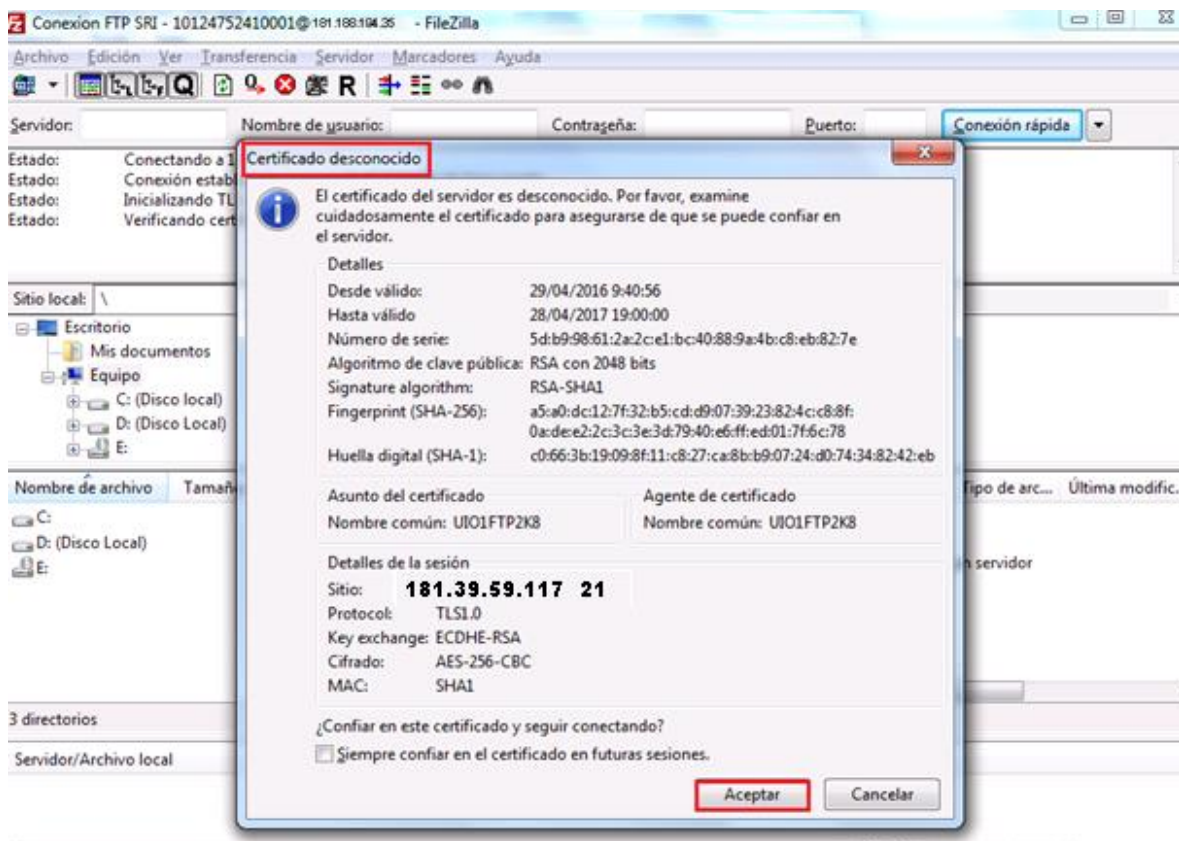 Conexion FTP SRI - 10124752410001@181.188.194.35 - FileZilla
Archivo Edición Ver Transferencia Servidor Marcadores Ayuda
Servidor: Nombre de usuario: Contraseña: Puerto: Conexión rápida
Estado: Conectando a 1
Estado: Conexión establ
Estado: Inicializando TL
Estado: Verificando cert
Sitio local: \
Escritorio
Mis documentos
Equipo
C: (Disco local)
D: (Disco Local)
E:
Nombre de archivo Tamañ
C:
D: (Disco Local)
E:
3 directorios
Servidor/Archivo local
Certificado desconocido
El certificado del servidor es desconocido. Por favor, examine
cuidadosamente el certificado para asegurarse de que se puede confiar en
el servidor.
Detalles
Desde válido: 29/04/2016 9:40:56
Hasta válido 28/04/2017 19:00:00
Número de serie: 5d:b9:98:61:2a:2c:e1:bc:40:88:9a:4b:c8:eb:82:7e
Algoritmo de clave pública: RSA con 2048 bits
Signature algorithm: RSA-SHA1
Fingerprint (SHA-256): a5:a0:dc:12:7f:32:b5:cd:d9:07:39:23:82:4c:c8:8f:
0a:de:e2:2c:3c:3e:3d:79:40:e6:ff:ed:01:7f:6c:78
Huella digital (SHA-1): c0:66:3b:19:09:8f:11:c8:27:ca:8b:b9:07:24:d0:74:34:82:42:eb
Asunto del certificado
Nombre común: UIO1FTP2K8
Agente de certificado
Nombre común: UIO1FTP2K8
Detalles de la sesión
Sitio: 181.39.59.117 21
Protocol: TLS1.0
Key exchange: ECDHE-RSA
Cifrado: AES-256-CBC
MAC: SHA1
¿Confiar en este certificado y seguir conectando?
Siempre confiar en el certificado en futuras sesiones.
Aceptar Cancelar
Tipo de arc... Última modific.
n servidor